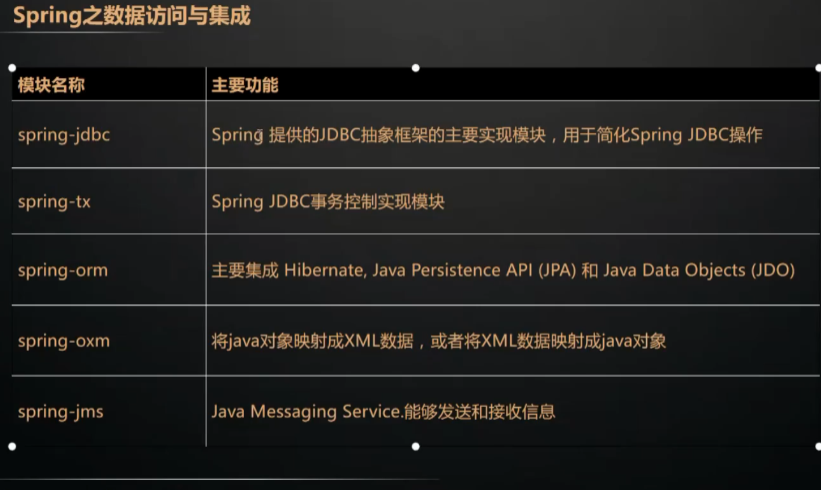 Spring之数据访问与集成
模块名称 主要功能
spring-jdbc Spring 提供的JDBC抽象框架的主要实现模块，用于简化Spring JDBC操作
spring-tx Spring JDBC事务控制实现模块
spring-orm 主要集成 Hibernate, Java Persistence API (JPA) 和 Java Data Objects (JDO)
spring-oxm 将java对象映射成XML数据，或者将XML数据映射成java对象
spring-jms Java Messaging Service.能够发送和接收信息